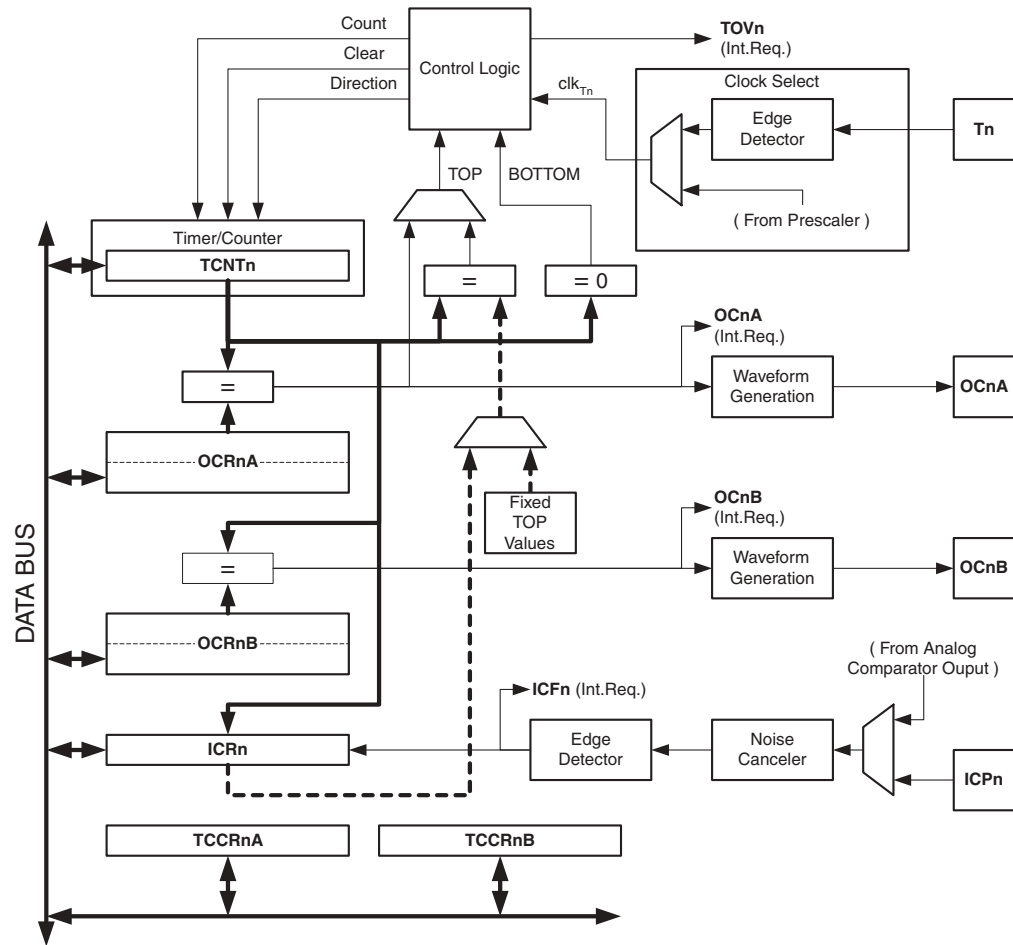 Count
Clear
Direction
Control Logic
TOVn
(Int.Req.)
clkTn
Clock Select
Edge
Detector
Tn
( From Prescaler )
TOP
BOTTOM
Timer/Counter
TCNTn
=
= 0
OCnA
(Int.Req.)
=
Waveform
Generation
OCnA
OCRnA
Fixed
TOP
Values
OCnB
(Int.Req.)
=
Waveform
Generation
OCnB
DATA BUS
OCRnB
( From Analog
Comparator Ouput )
ICFn (Int.Req.)
ICRn
Edge
Detector
Noise
Canceler
ICPn
TCCRnA
TCCRnB